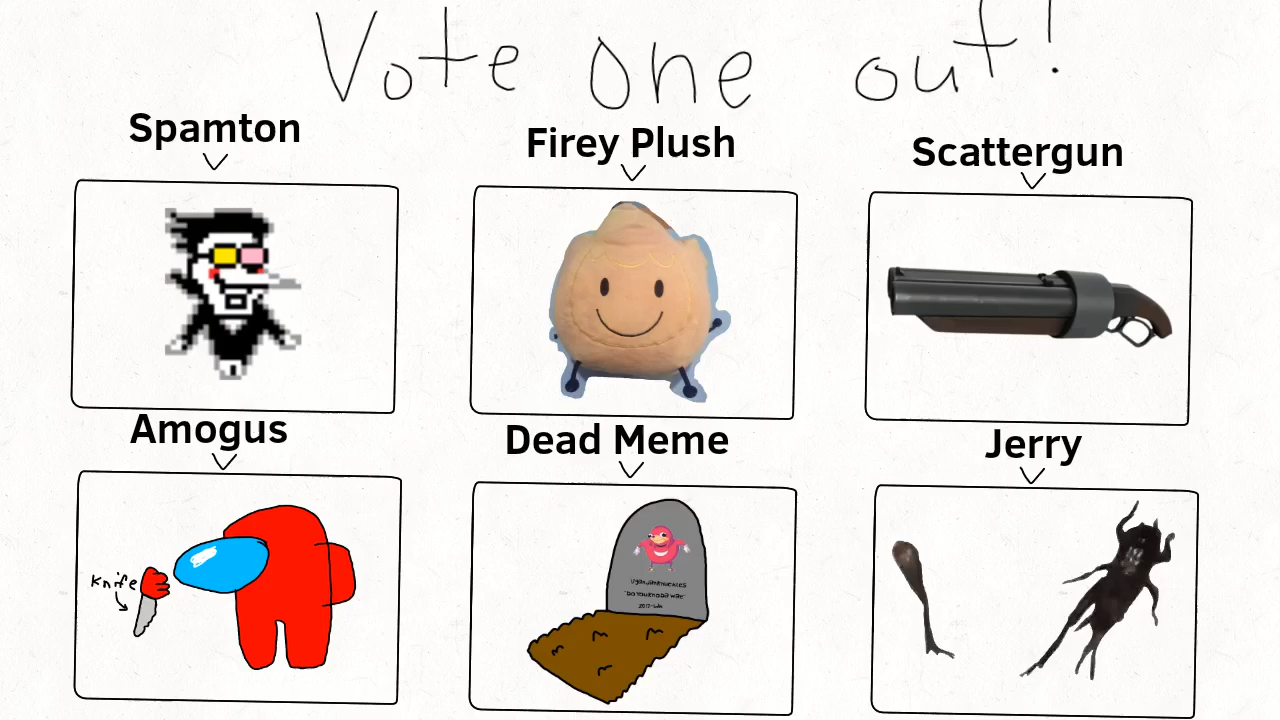 Vote one out!
Spamton
Firey Plush
Scattergun
Amogus
Dead Meme
Jerry
Knife